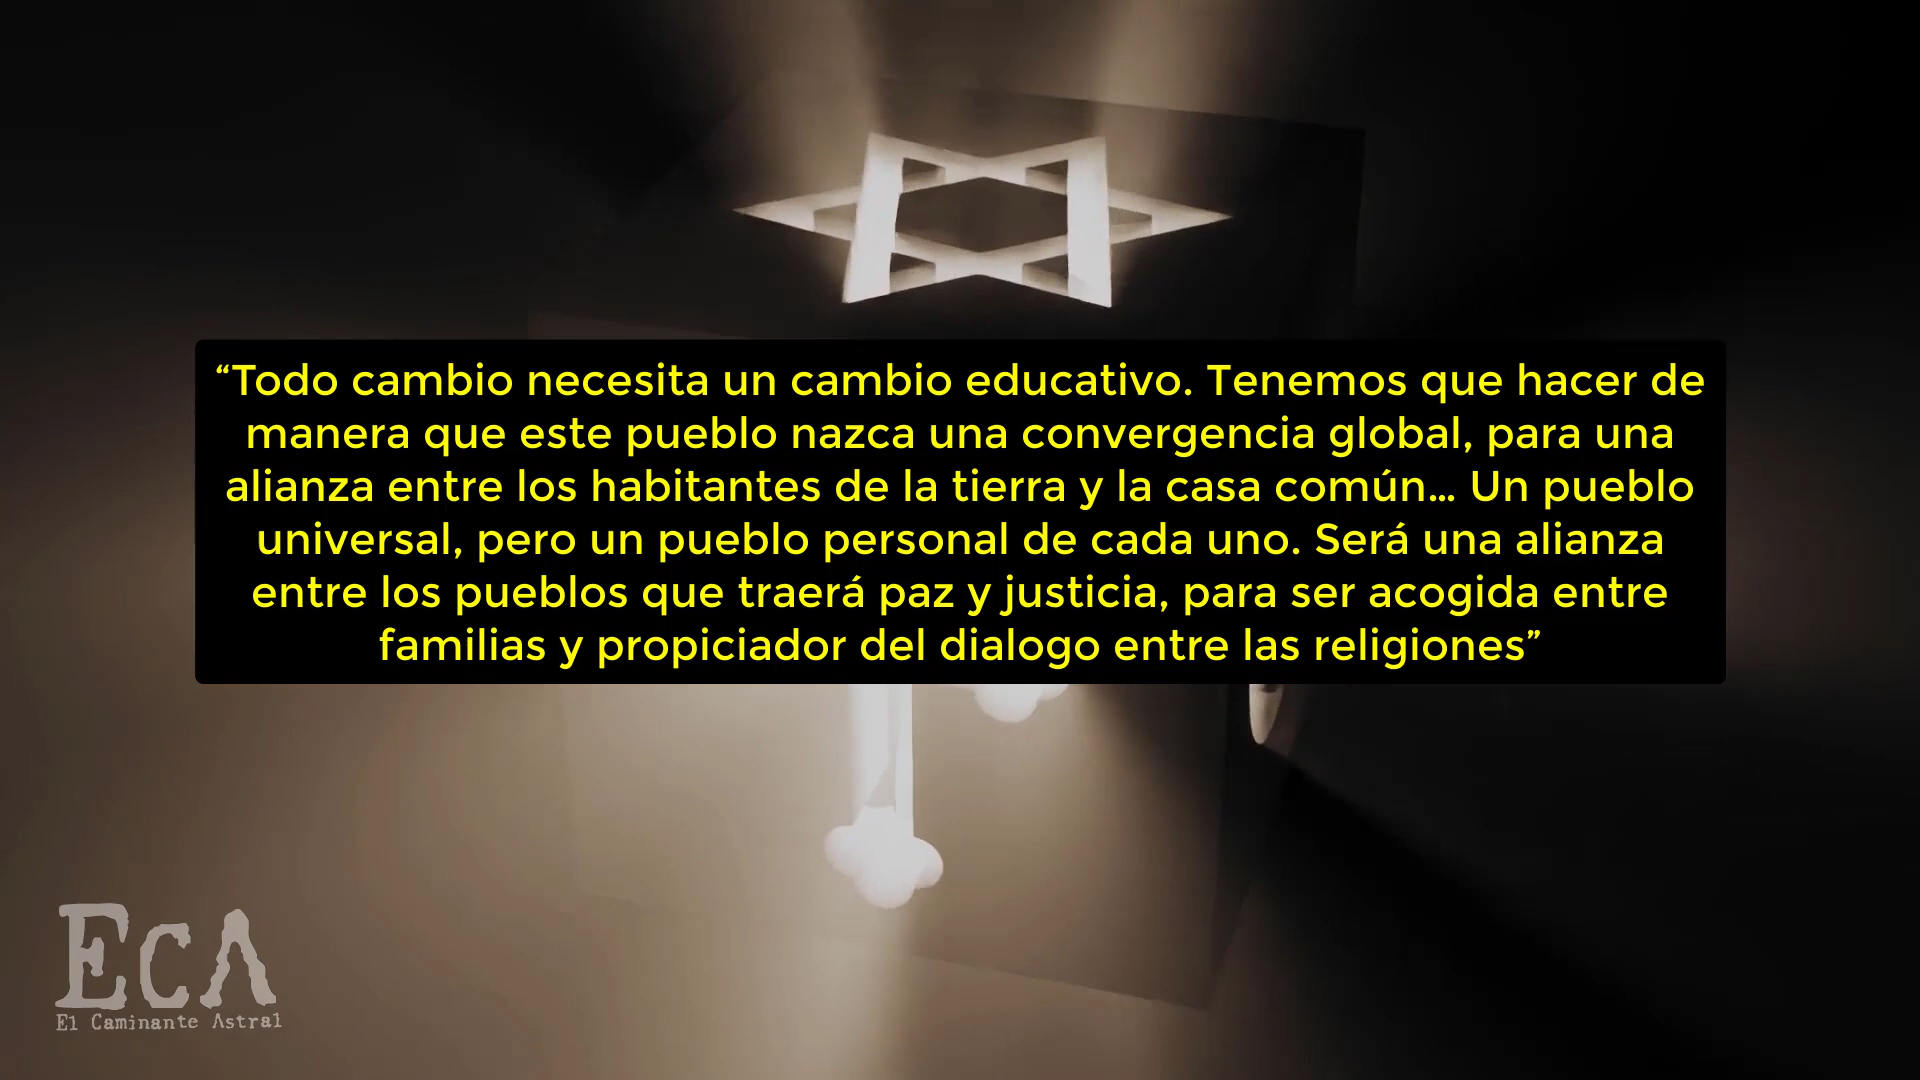 “Todo cambio necesita un cambio educativo. Tenemos que hacer de
manera que este pueblo nazca una convergencia global, para una
alianza entre los habitantes de la tierra y la casa común... Un pueblo
universal, pero un pueblo personal de cada uno. Será una alianza
entre los pueblos que traerá paz y justicia, para ser acogida entre
familias y propiciador del dialogo entre las religiones”
EcA
El Caminante Astral